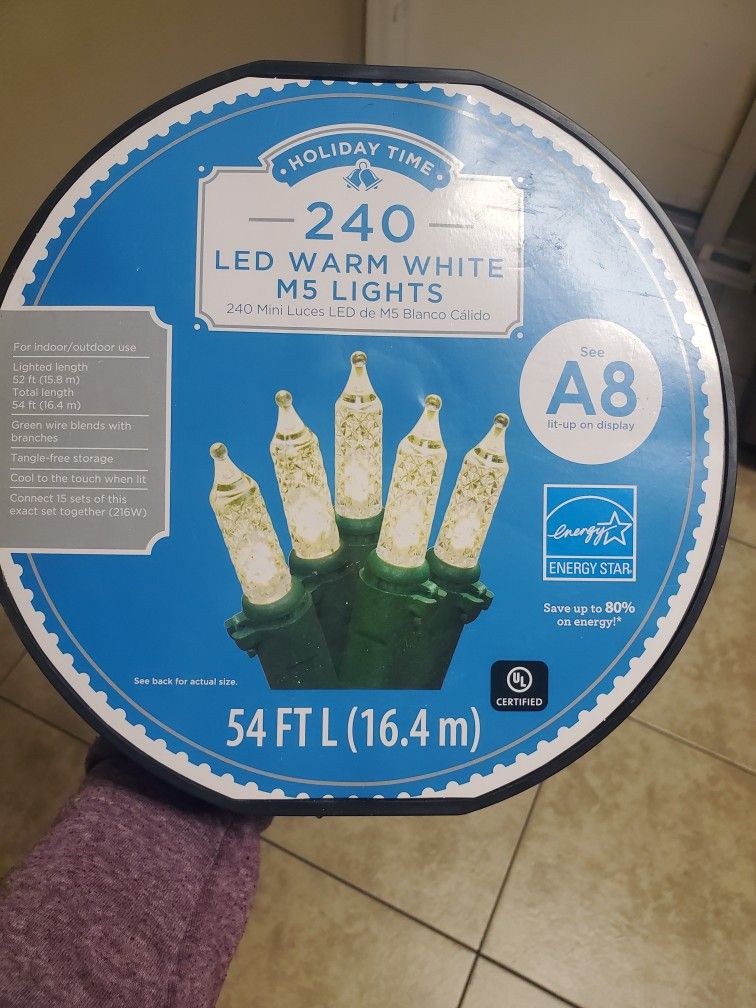 HOLIDAY TIME
240
LED WARM WHITE
M5 LIGHTS
240 Mini Luces LED de M5 Blanco Cálido
For indoor/outdoor use
Lighted length
52 ft (15.8 m)
Total length
54 ft (16.4 m)
Green wire blends with
branches
Tangle-free storage
Cool to the touch when lit
Connect 15 sets of this
exact set together (216W)
See
A8
lit-up on display
energy
ENERGY STAR
Save up to 80%
on energy!*
See back for actual size.
UL
CERTIFIED
54 FT L (16.4 m)